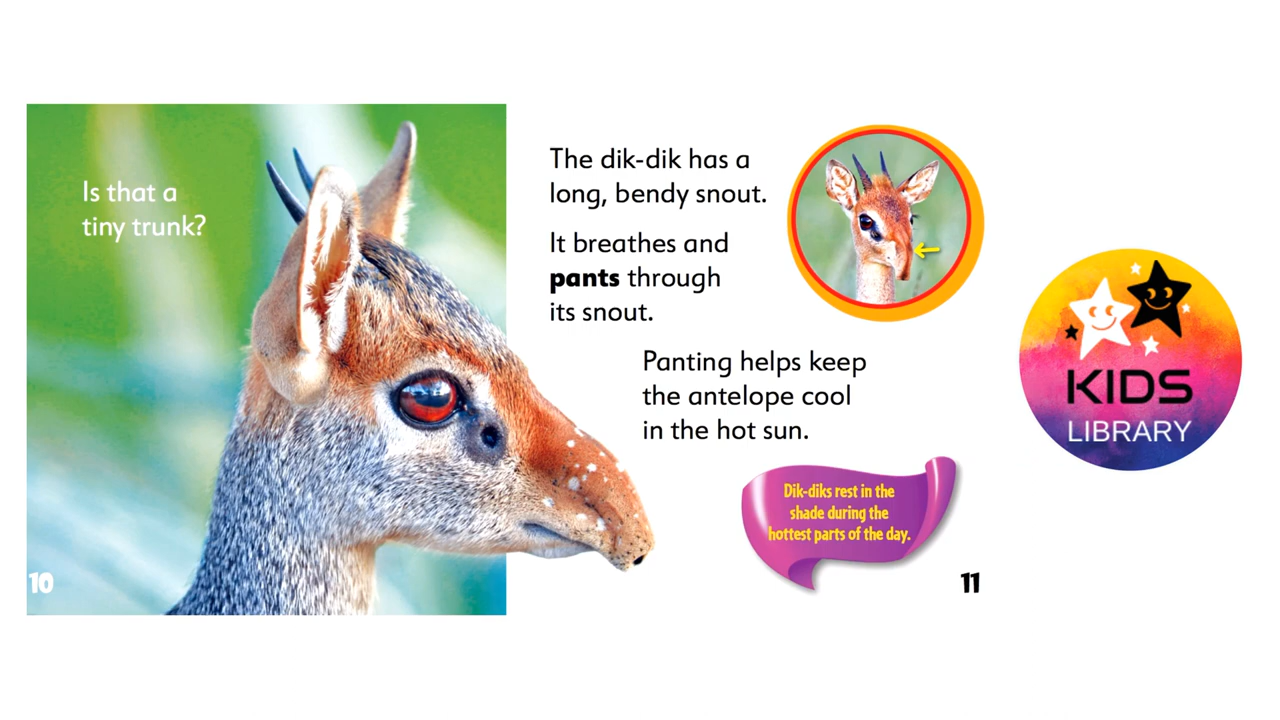 Is that a
tiny trunk?
10
The dik-dik has a
long, bendy snout.
It breathes and
pants through
its snout.
Panting helps keep
the antelope cool
in the hot sun.
Dik-diks rest in the
shade during the
hottest parts of the day.
11
KIDS
LIBRARY